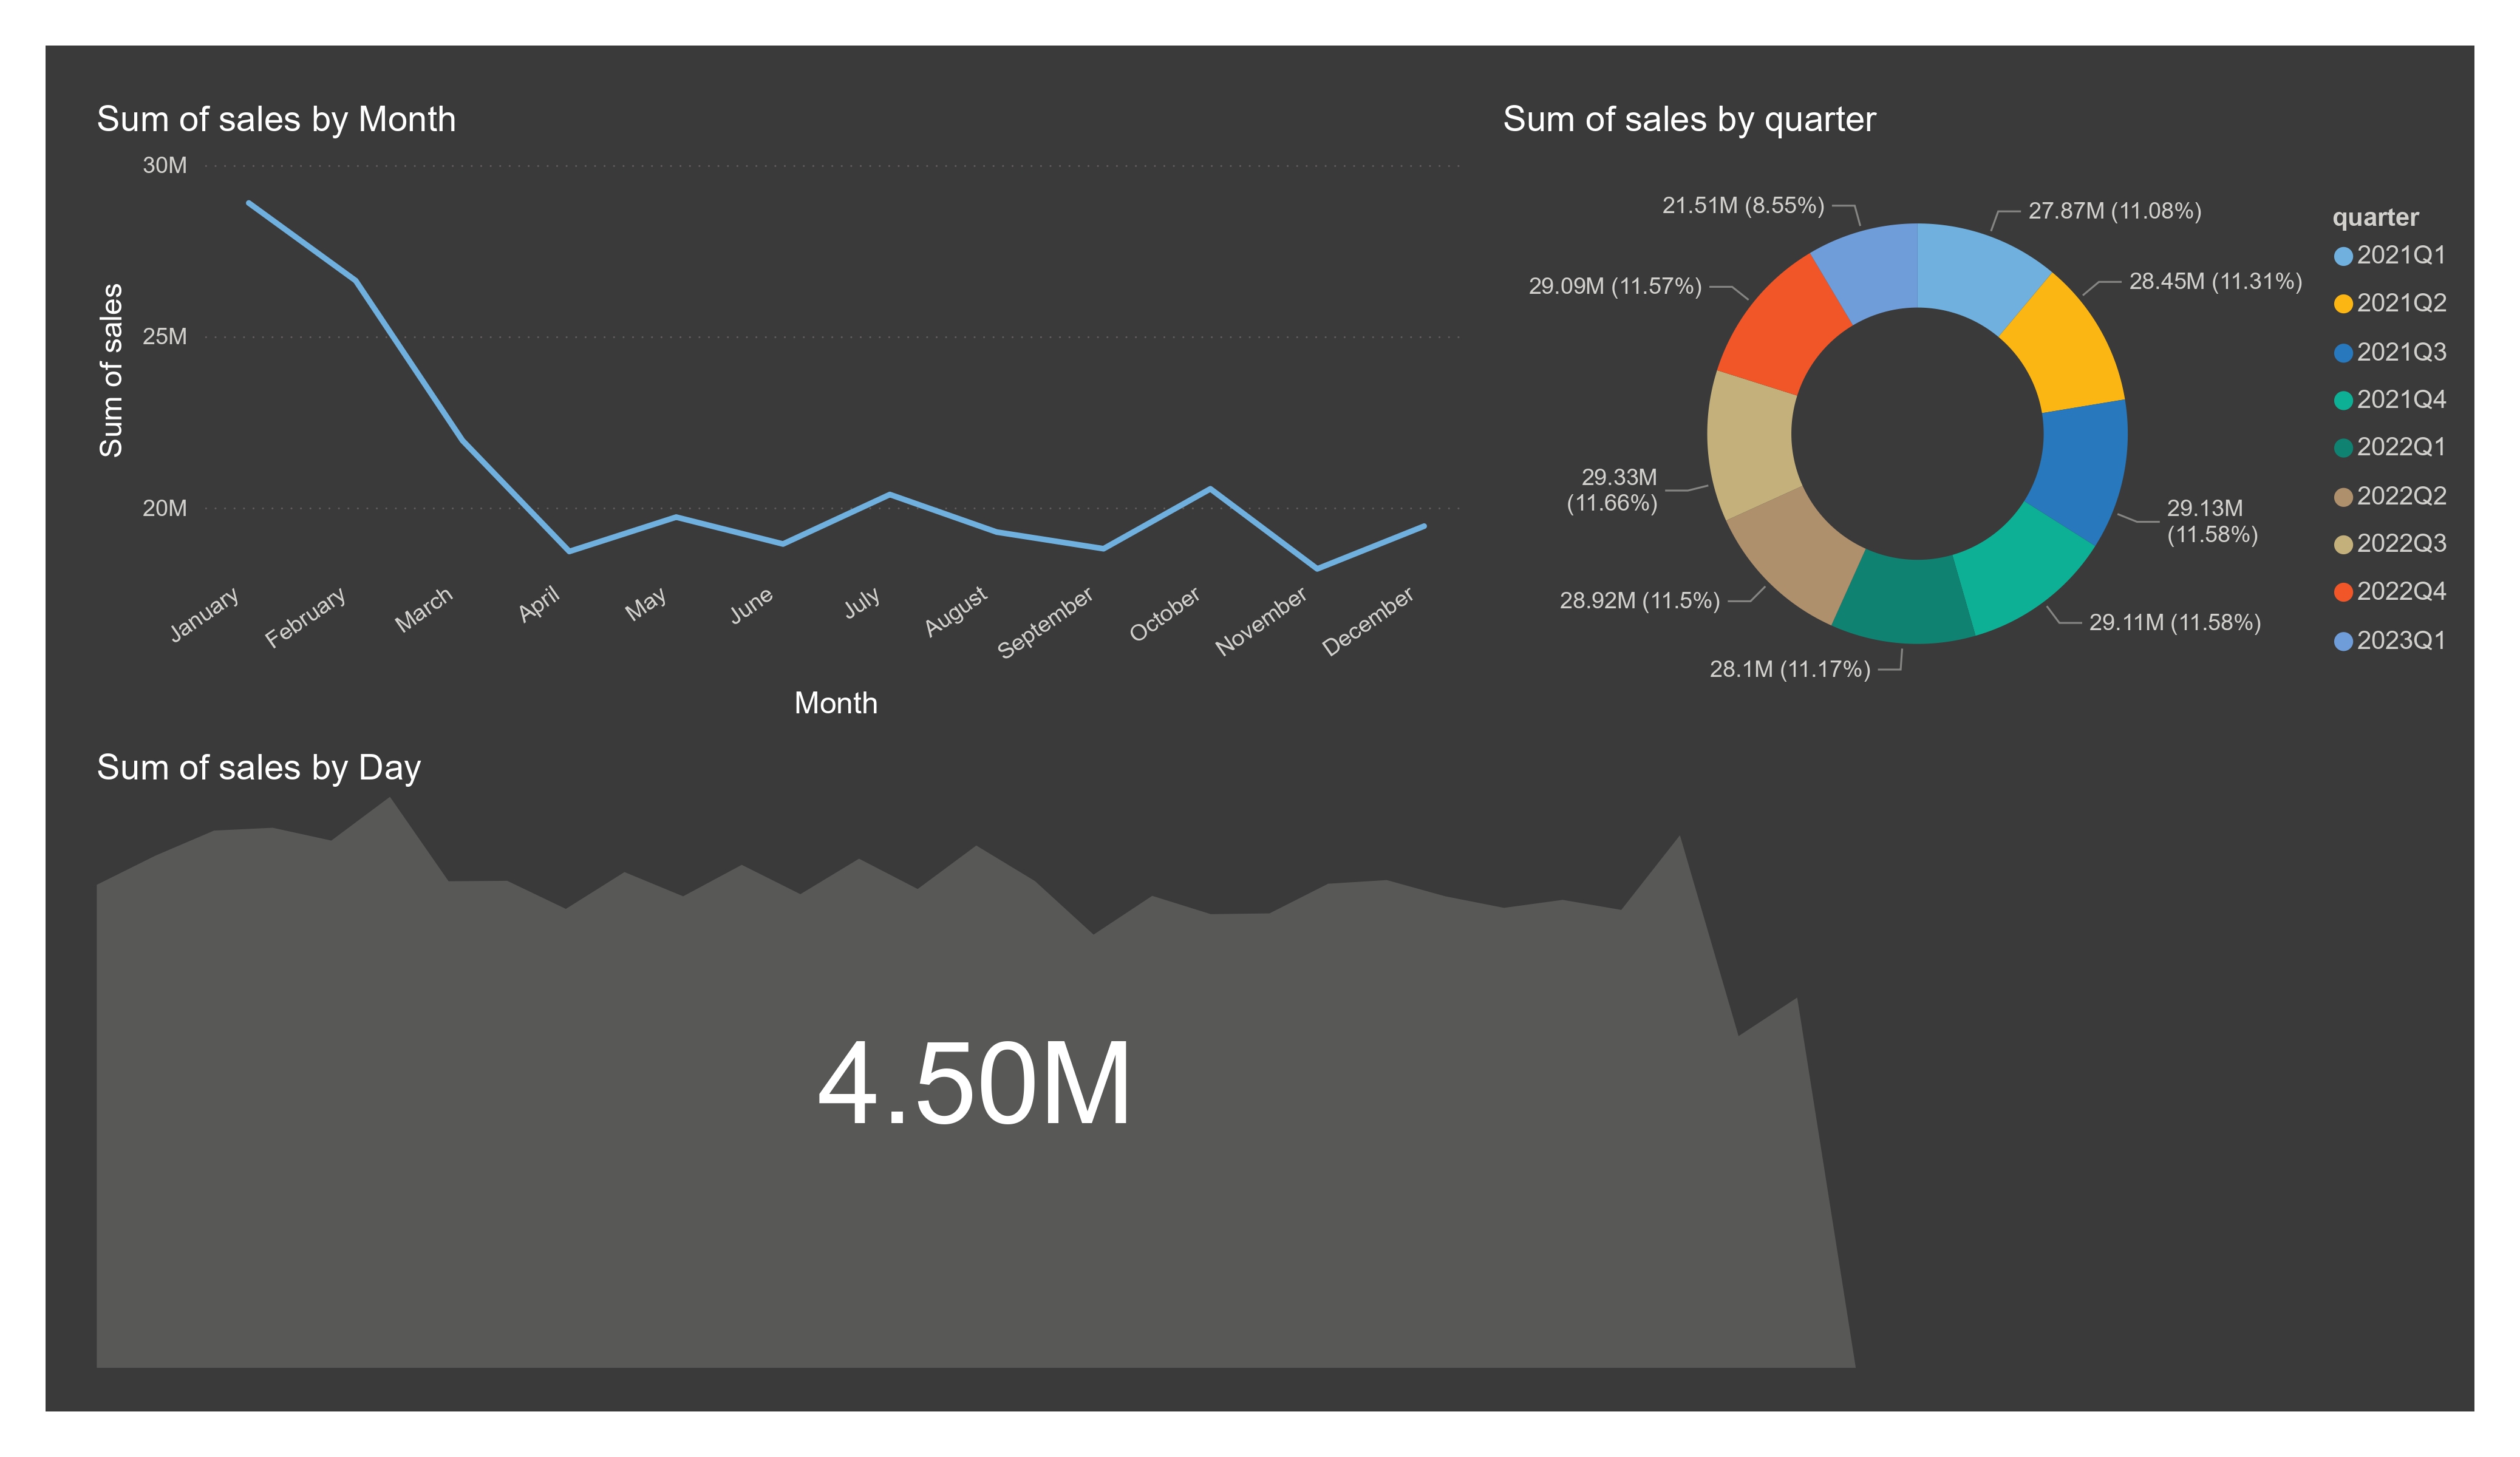 Sum of sales by Month
30M
25M
20M
Sum of sales
January
February
March
April
May
June
July
August
September
October
November
December
Month
Sum of sales by quarter
27.87M (11.08%)
28.45M (11.31%)
29.13M
(11.58%)
29.11M (11.58%)
28.1M (11.17%)
28.92M (11.5%)
29.33M
(11.66%)
29.09M (11.57%)
21.51M (8.55%)
quarter
2021Q1
2021Q2
2021Q3
2021Q4
2022Q1
2022Q2
2022Q3
2022Q4
2023Q1
Sum of sales by Day
4.50M